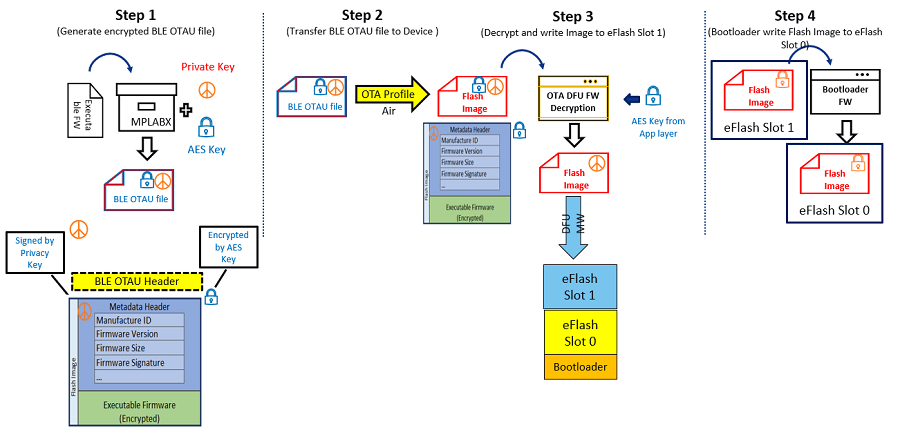 Step 1
(Generate encrypted BLE OTAU file)
Private Key
Executa
ble FW
MPLABX
AES Key
BLE OTAU file
Signed by
Privacy
Key
Encrypted
by AES
Key
BLE OTAU Header
Flash Image
Metadata Header
Manufacture ID
Firmware Version
Firmware Size
Firmware Signature
...
Executable Firmware
(Encrypted)
Step 2
(Transfer BLE OTAU file to Device )
BLE OTAU file
OTA Profile
Air
Flash
Image
Flash Image
Metadata Header
Manufacture ID
Firmware Version
Firmware Size
Firmware Signature
...
Executable Firmware
(Encrypted)
Step 3
(Decrypt and write Image to eFlash Slot 1)
OTA DFU FW
Decryption
AES Key from
App layer
Flash
Image
DFU
MW
eFlash
Slot 1
eFlash
Slot 0
Bootloader
Step 4
(Bootloader write Flash Image to eFlash
Slot 0)
Flash
Image
eFlash Slot 1
Bootloader
FW
Flash
Image
eFlash Slot 0